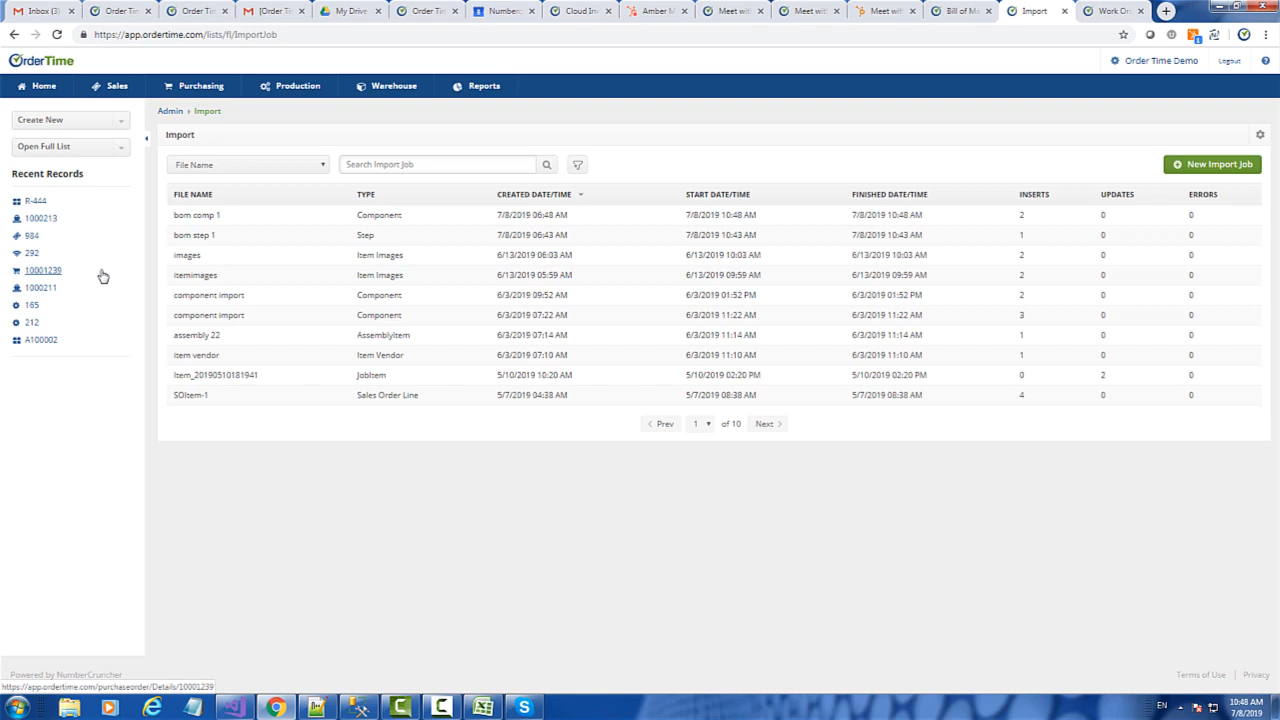 Inbox (3) Order Tim Order Tim [Order T My Drive Order Tim Numberc Cloud In Amber M Meet wit Meet wit Meet wit Bill of Ma Import Work Or
https://app.ordertime.com/lists/fl/ImportJob
OrderTime
Order Time Demo Logout
Home Sales Purchasing Production Warehouse Reports
Create New
Open Full List
Recent Records
R-444
1000213
984
292
10001239
1000211
165
212
A100002
Admin › Import
Import
File Name Search Import Job New Import Job
FILE NAME TYPE CREATED DATE/TIME START DATE/TIME FINISHED DATE/TIME INSERTS UPDATES ERRORS
bom comp 1 Component 7/8/2019 06:48 AM 7/8/2019 10:48 AM 7/8/2019 10:48 AM 2 0 0
bom step 1 Step 7/8/2019 06:43 AM 7/8/2019 10:43 AM 7/8/2019 10:43 AM 1 0 0
images Item Images 6/13/2019 06:03 AM 6/13/2019 10:03 AM 6/13/2019 10:03 AM 2 0 0
itemimages Item Images 6/13/2019 05:59 AM 6/13/2019 09:59 AM 6/13/2019 09:59 AM 2 0 0
component import Component 6/3/2019 09:52 AM 6/3/2019 01:52 PM 6/3/2019 01:52 PM 2 0 0
component import Component 6/3/2019 07:22 AM 6/3/2019 11:22 AM 6/3/2019 11:22 AM 3 0 0
assembly 22 AssemblyItem 6/3/2019 07:14 AM 6/3/2019 11:14 AM 6/3/2019 11:14 AM 1 0 0
item vendor Item Vendor 6/3/2019 07:10 AM 6/3/2019 11:10 AM 6/3/2019 11:10 AM 1 0 0
Item_20190510181941 JobItem 5/10/2019 10:20 AM 5/10/2019 02:20 PM 5/10/2019 02:20 PM 0 2 0
SOItem-1 Sales Order Line 5/7/2019 04:38 AM 5/7/2019 08:38 AM 5/7/2019 08:38 AM 4 0 0
Prev 1 of 10 Next
Powered by NumberCruncher
Terms of Use Privacy
https://app.ordertime.com/purchaseorder/Details/10001239
EN 10:48 AM
7/8/2019